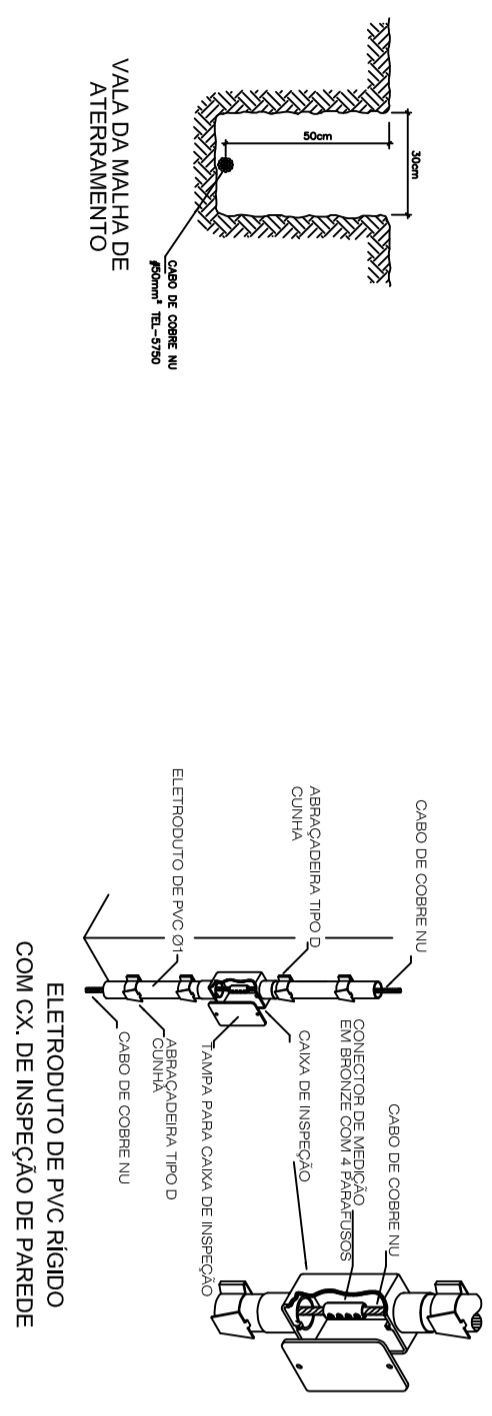 30cm
50cm
CABO DE COBRE NU
#50mm² TEL-5750
VALA DA MALHA DE
ATERRAMENTO
CABO DE COBRE NU
ABRAÇADEIRA TIPO D
CUNHA
ELETRODUTO DE PVC Ø1
CABO DE COBRE NU
CONECTOR DE MEDIÇÃO
EM BRONZE COM 4 PARAFUSOS
CAIXA DE INSPEÇÃO
TAMPA PARA CAIXA DE INSPEÇÃO
ABRAÇADEIRA TIPO D
CUNHA
CABO DE COBRE NU
ELETRODUTO DE PVC RÍGIDO
COM CX. DE INSPEÇÃO DE PAREDE